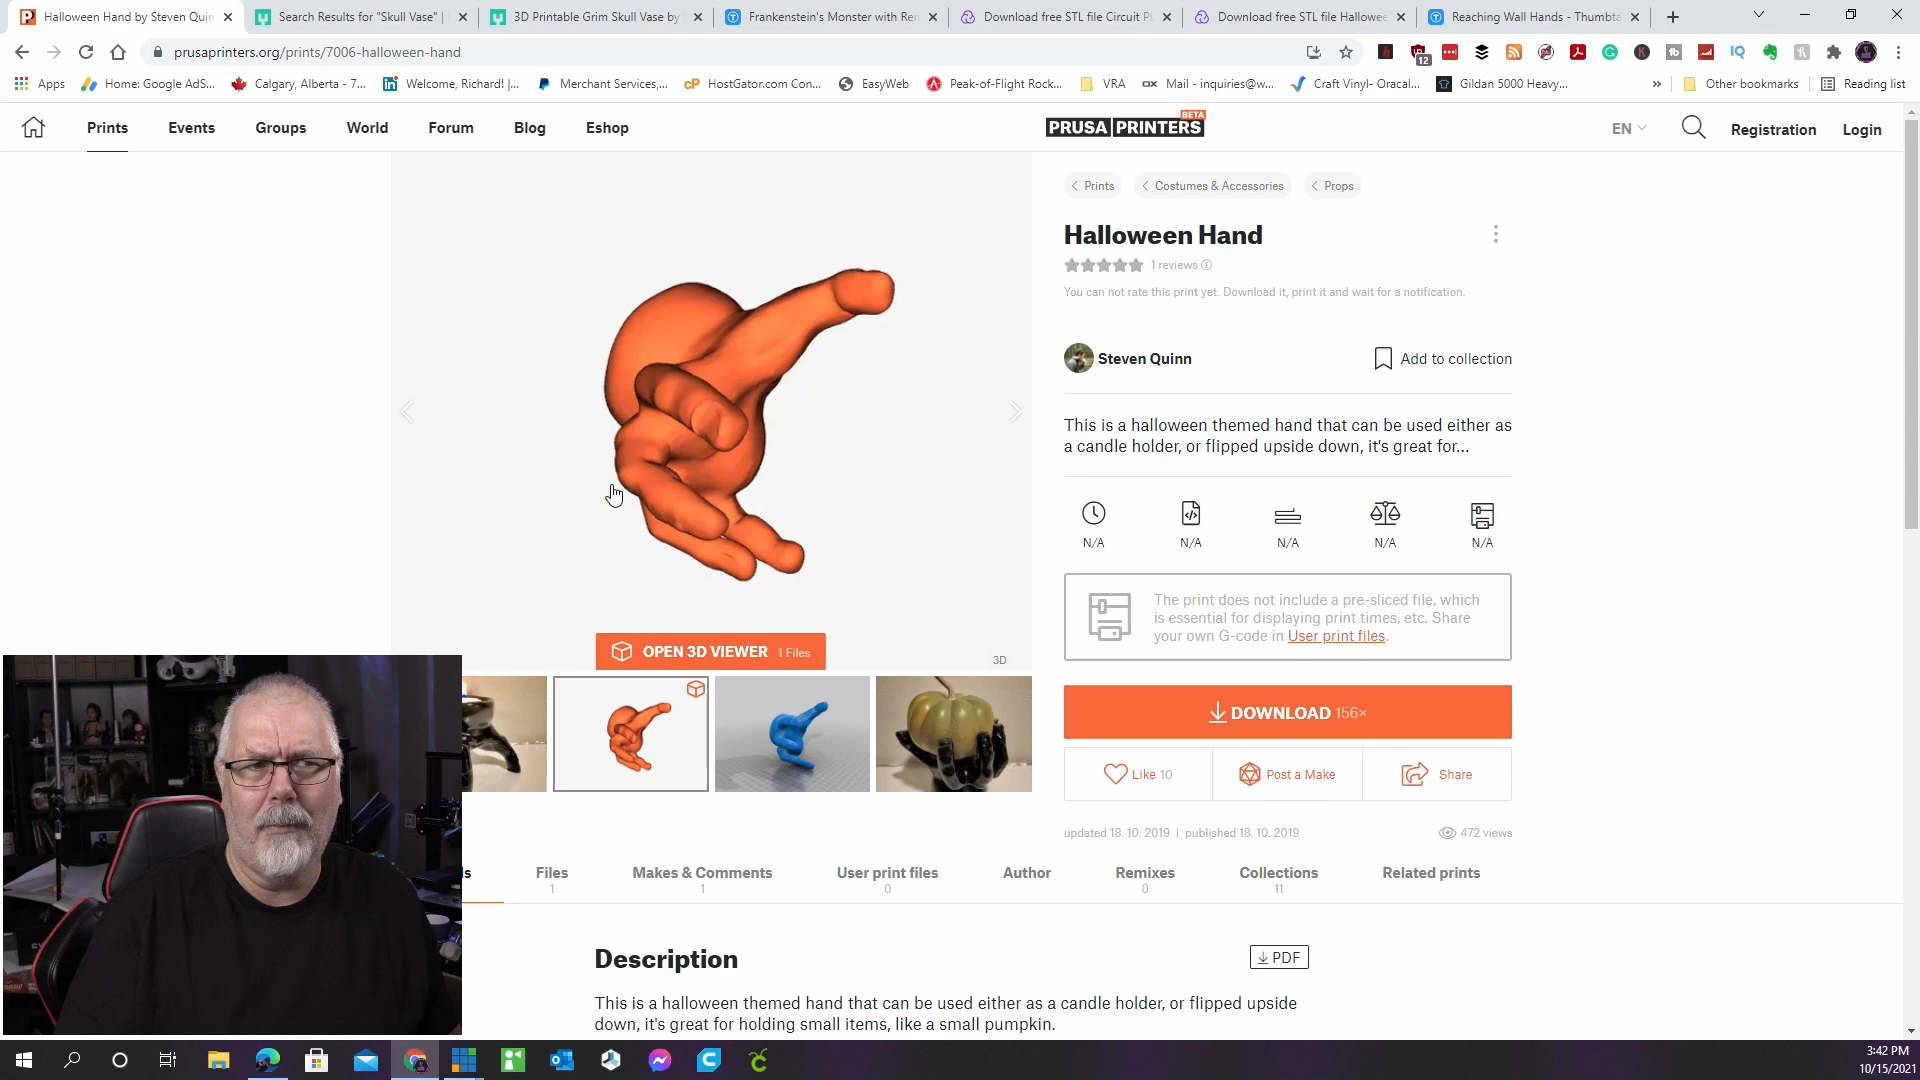 Halloween Hand by Steven Quin
Search Results for "Skull Vase" |
3D Printable Grim Skull Vase by
Frankenstein's Monster with Rem
Download free STL file Circuit Pl
Download free STL file Hallowee
Reaching Wall Hands - Thumbta
prusaprinters.org/prints/7006-halloween-hand
12
Apps
Home: Google AdS...
Calgary, Alberta - 7...
Welcome, Richard! |...
Merchant Services,...
HostGator.com Con...
EasyWeb
Peak-of-Flight Rock...
VRA
Mail - inquiries@w...
Craft Vinyl- Oracal...
Gildan 5000 Heavy...
»
Other bookmarks
Reading list
Prints
Events
Groups
World
Forum
Blog
Eshop
PRUSA PRINTERS
BETA
EN
Registration
Login
Prints
Costumes & Accessories
Props
Halloween Hand
1 reviews
You can not rate this print yet. Download it, print it and wait for a notification.
Steven Quinn
Add to collection
This is a halloween themed hand that can be used either as
a candle holder, or flipped upside down, it's great for...
N/A
N/A
N/A
N/A
N/A
The print does not include a pre-sliced file, which
is essential for displaying print times, etc. Share
your own G-code in User print files.
OPEN 3D VIEWER 1 Files
3D
DOWNLOAD 156×
Like 10
Post a Make
Share
updated 18. 10. 2019 | published 18. 10. 2019
472 views
ls
Files
1
Makes & Comments
1
User print files
0
Author
Remixes
0
Collections
11
Related prints
Description
PDF
This is a halloween themed hand that can be used either as a candle holder, or flipped upside
down, it's great for holding small items, like a small pumpkin.
3:42 PM
10/15/2021